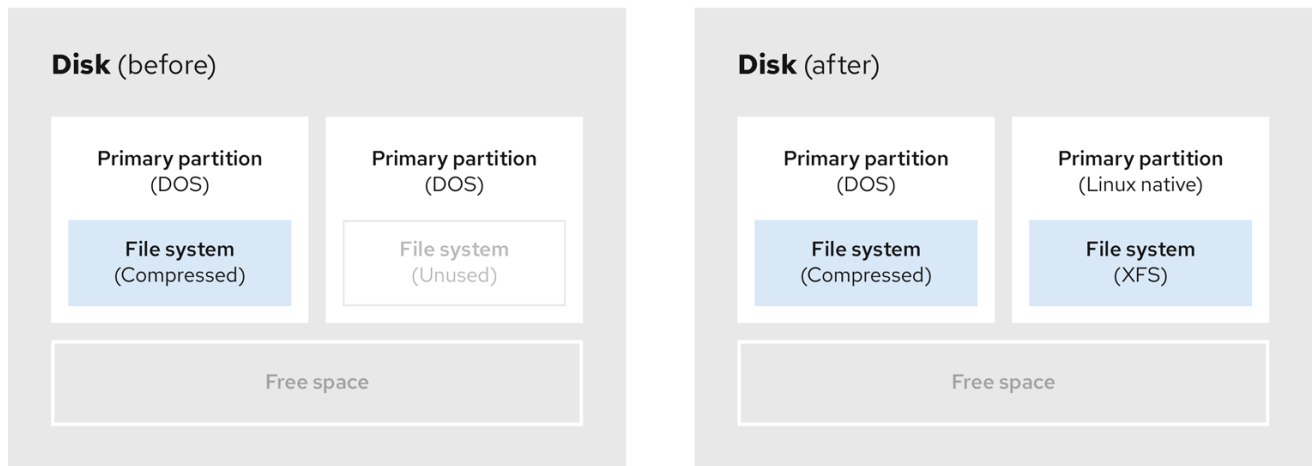 Disk (before)
Primary partition
(DOS)
File system
(Compressed)
Primary partition
(DOS)
File system
(Unused)
Free space
Disk (after)
Primary partition
(DOS)
File system
(Compressed)
Primary partition
(Linux native)
File system
(XFS)
Free space